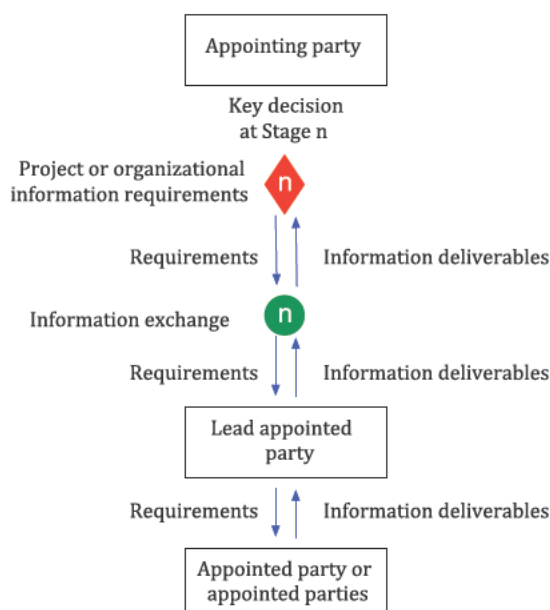 Appointing party
Key decision
at Stage n
Project or organizational
information requirements
n
Requirements
Information deliverables
Information exchange
n
Requirements
Information deliverables
Lead appointed
party
Requirements
Information deliverables
Appointed party or
appointed parties